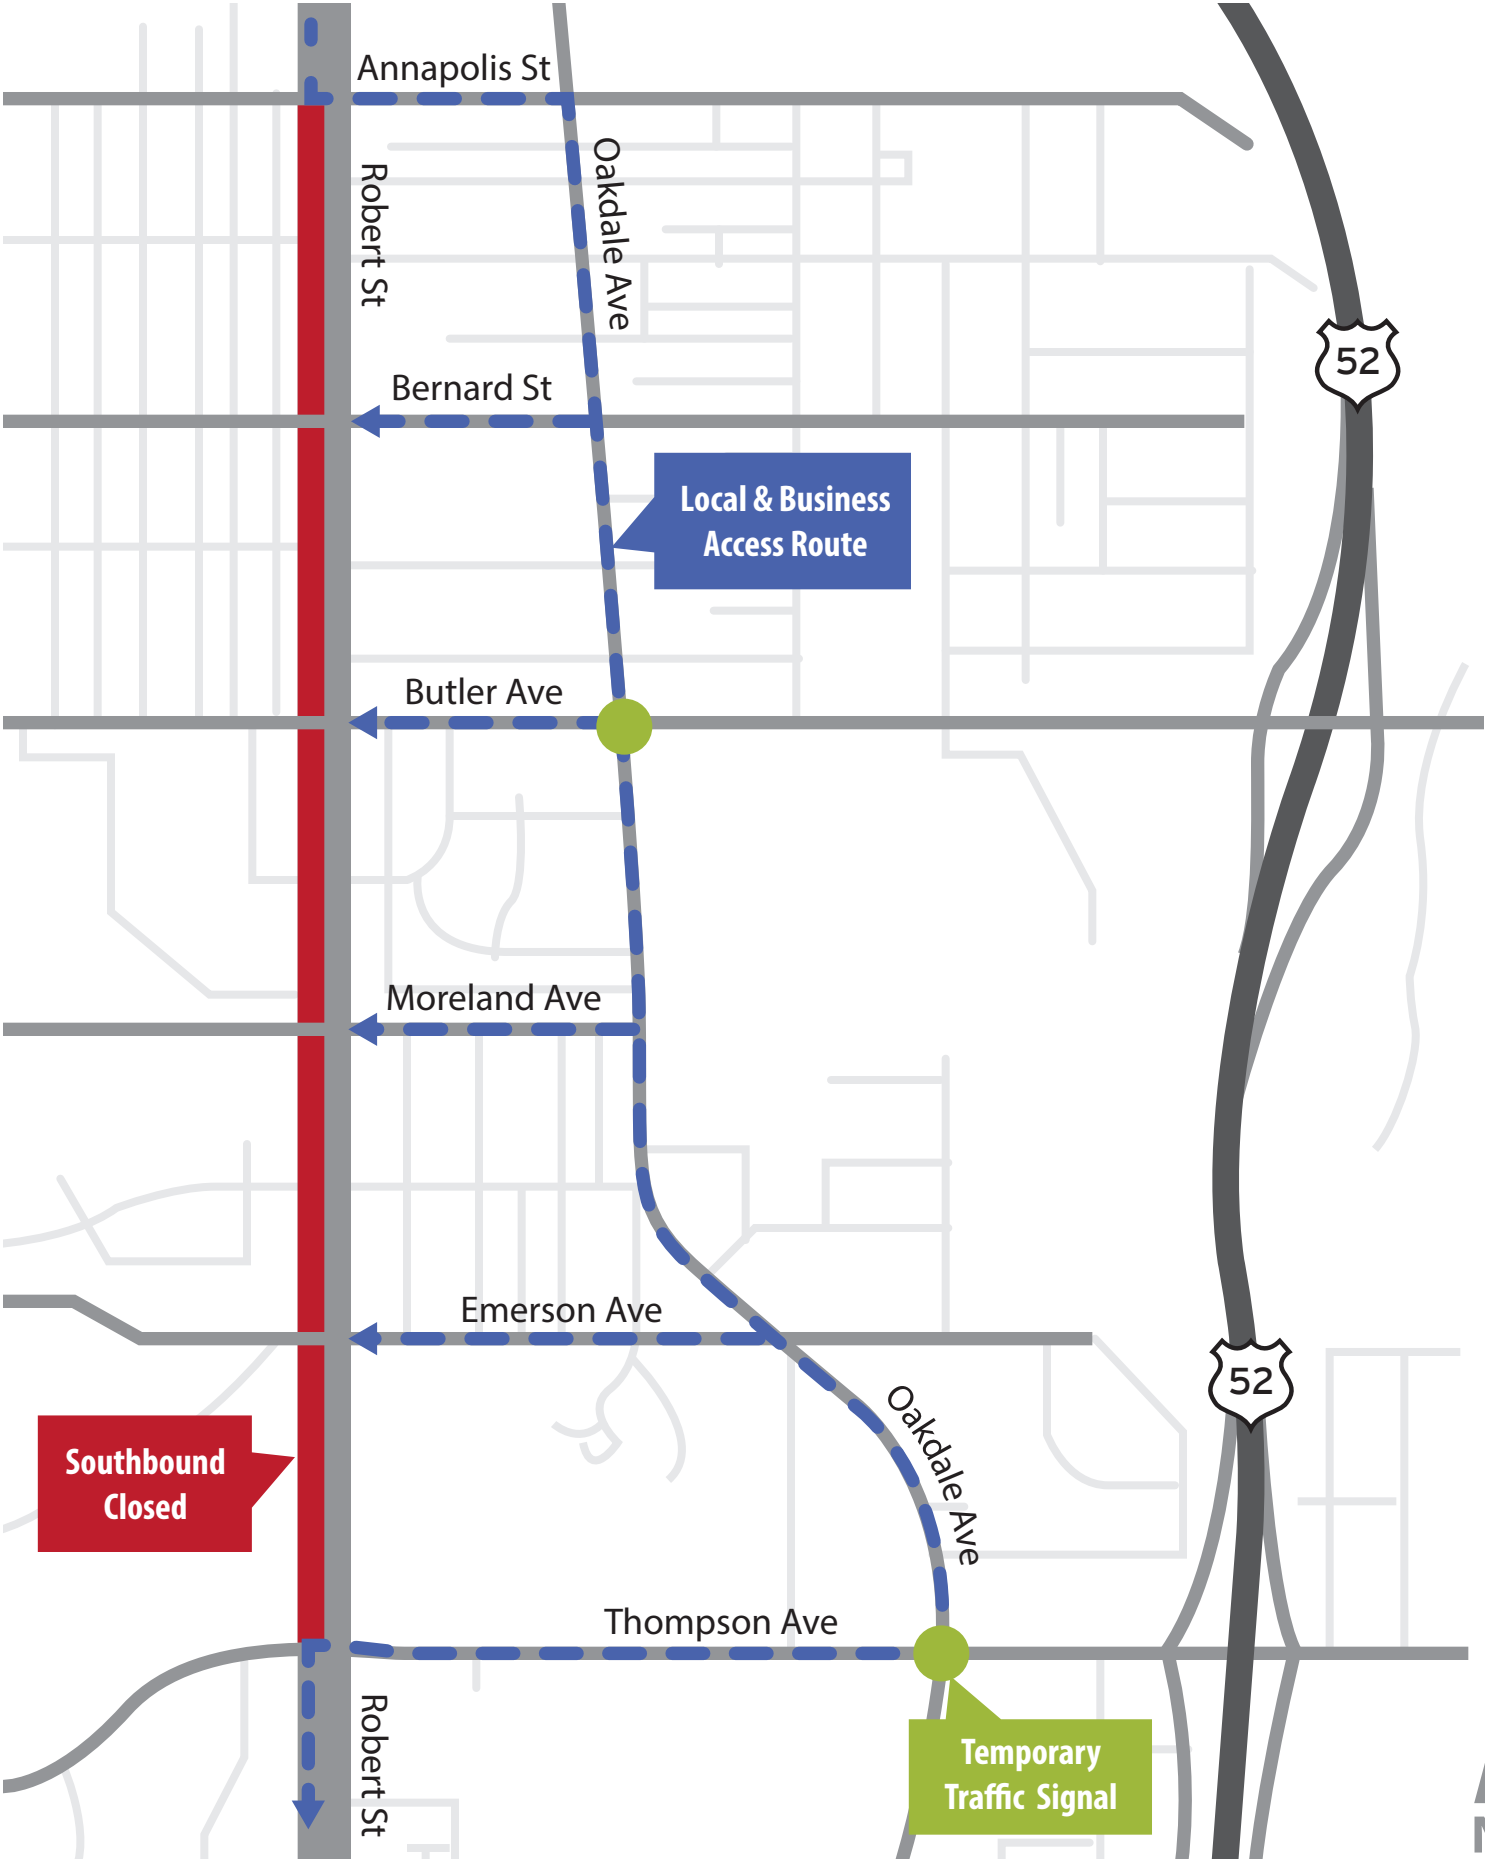 Annapolis St
Robert St
Oakdale Ave
52
Bernard St
Local & Business
Access Route
Butler Ave
Moreland Ave
Emerson Ave
52
Oakdale Ave
Southbound
Closed
Thompson Ave
Robert St
Temporary
Traffic Signal